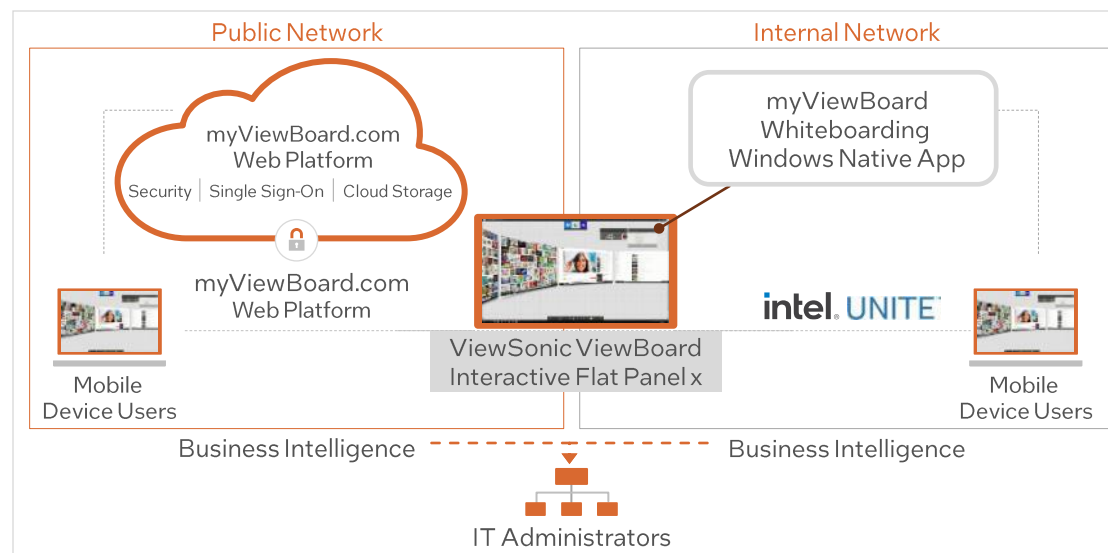 Public Network
Internal Network
myViewBoard.com
Web Platform
Security | Single Sign-On | Cloud Storage
myViewBoard
Whiteboarding
Windows Native App
myViewBoard.com
Web Platform
intel. UNITE™
ViewSonic ViewBoard
Interactive Flat Panel x
Mobile
Device Users
Mobile
Device Users
Business Intelligence
Business Intelligence
IT Administrators